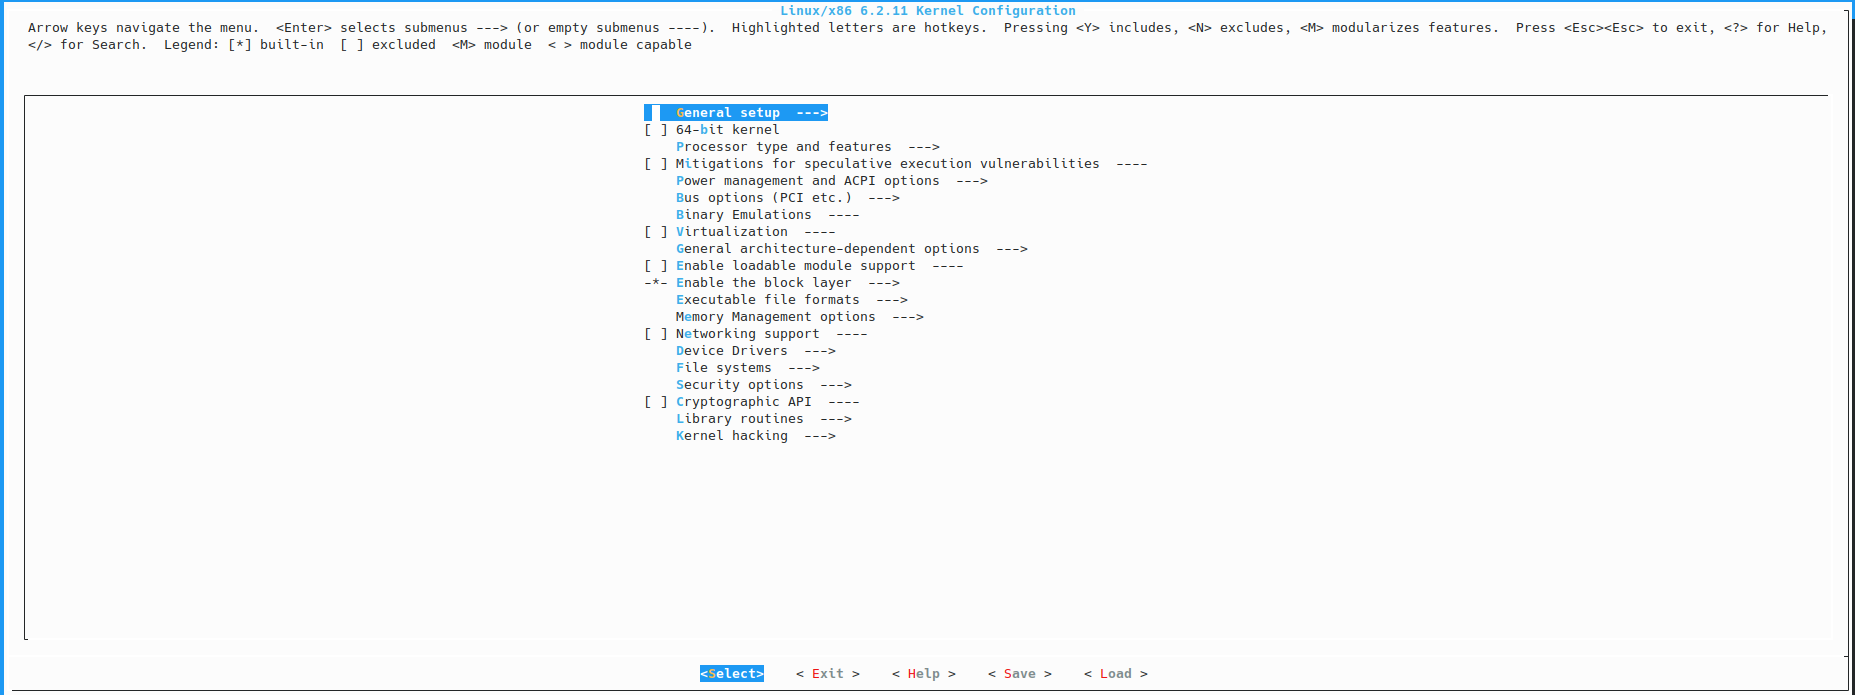 Linux/x86 6.2.11 Kernel Configuration
Arrow keys navigate the menu.  <Enter> selects submenus ---> (or empty submenus ----).  Highlighted letters are hotkeys.  Pressing <Y> includes, <N> excludes, <M> modularizes features.  Press <Esc><Esc> to exit, <?> for Help,
</> for Search.  Legend: [*] built-in  [ ] excluded  <M> module  < > module capable
General setup  --->
[ ] 64-bit kernel
Processor type and features  --->
[ ] Mitigations for speculative execution vulnerabilities  ----
Power management and ACPI options  --->
Bus options (PCI etc.)  --->
Binary Emulations  ----
[ ] Virtualization  ----
General architecture-dependent options  --->
[ ] Enable loadable module support  ----
-*- Enable the block layer  --->
Executable file formats  --->
Memory Management options  --->
[ ] Networking support  ----
Device Drivers  --->
File systems  --->
Security options  --->
[ ] Cryptographic API  ----
Library routines  --->
Kernel hacking  --->
<Select>    < Exit >    < Help >    < Save >    < Load >